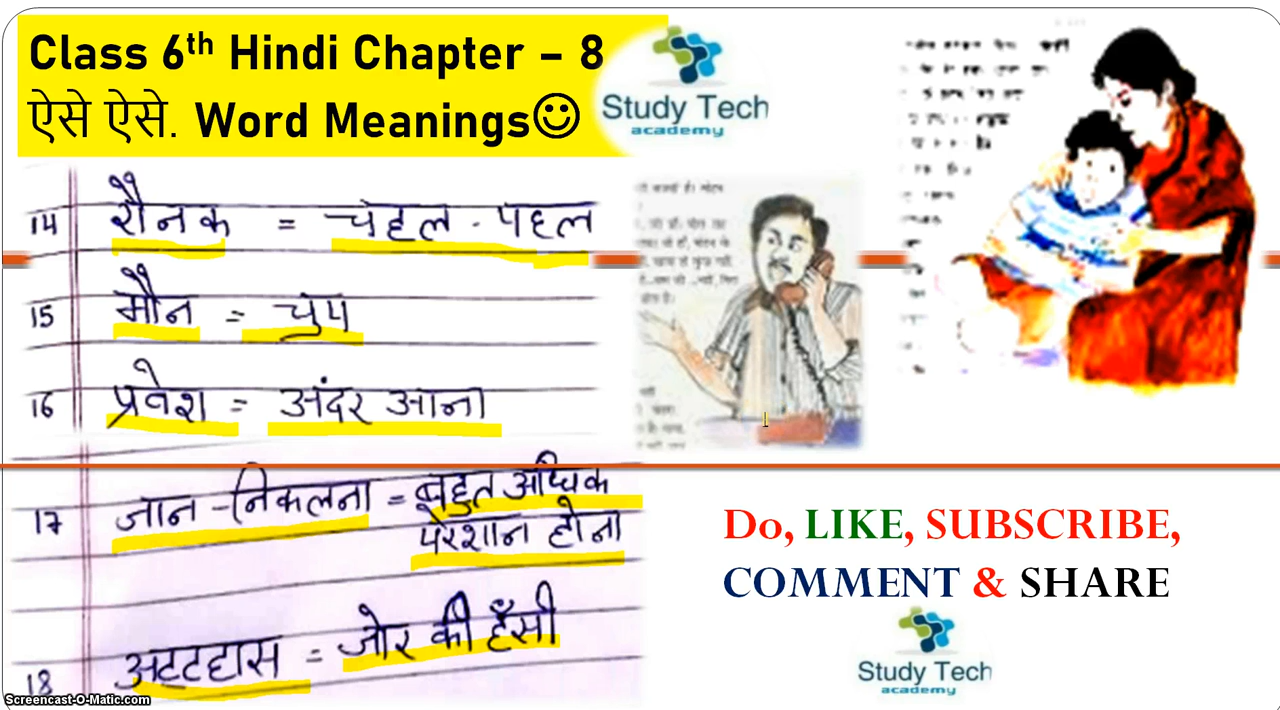 Class 6th Hindi Chapter – 8
ऐसे ऐसे. Word Meanings☺
Study Tech
academy
14 रौनक = चहल - पहल
15 मौन = चुप
16 प्रवेश = अंदर आना
17 जान -निकलना = बहुत अधिक
परेशान होना
18 अट्टहास = जोर की हँसी
Do, LIKE, SUBSCRIBE,
COMMENT & SHARE
Study Tech
academy
Screencast-O-Matic.com